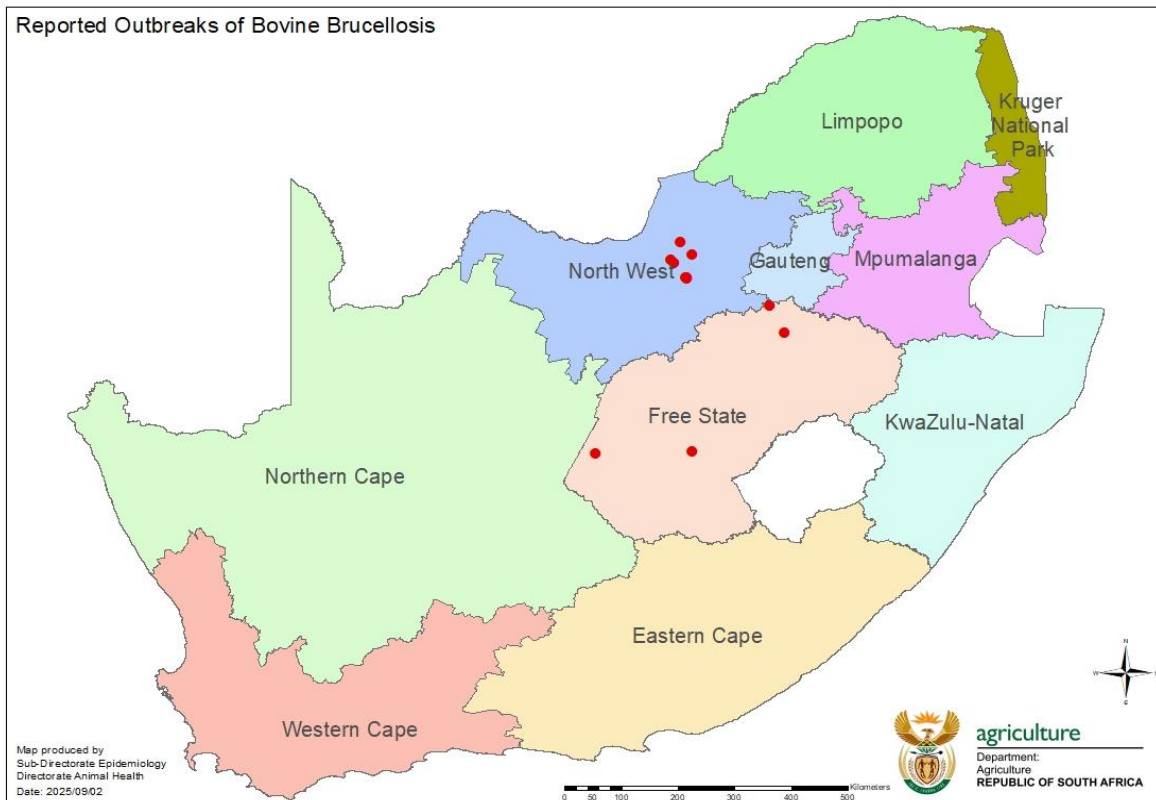 Reported Outbreaks of Bovine Brucellosis
Limpopo
Kruger
National
Park
North West
Gauteng
Mpumalanga
Free State
KwaZulu-Natal
Northern Cape
Eastern Cape
Western Cape
N
W
S
Map produced by
Sub-Directorate Epidemiology
Directorate Animal Health
Date: 2025/09/02
Kilometers
0 50 100 200 300 400 500
agriculture
Department:
Agriculture
REPUBLIC OF SOUTH AFRICA